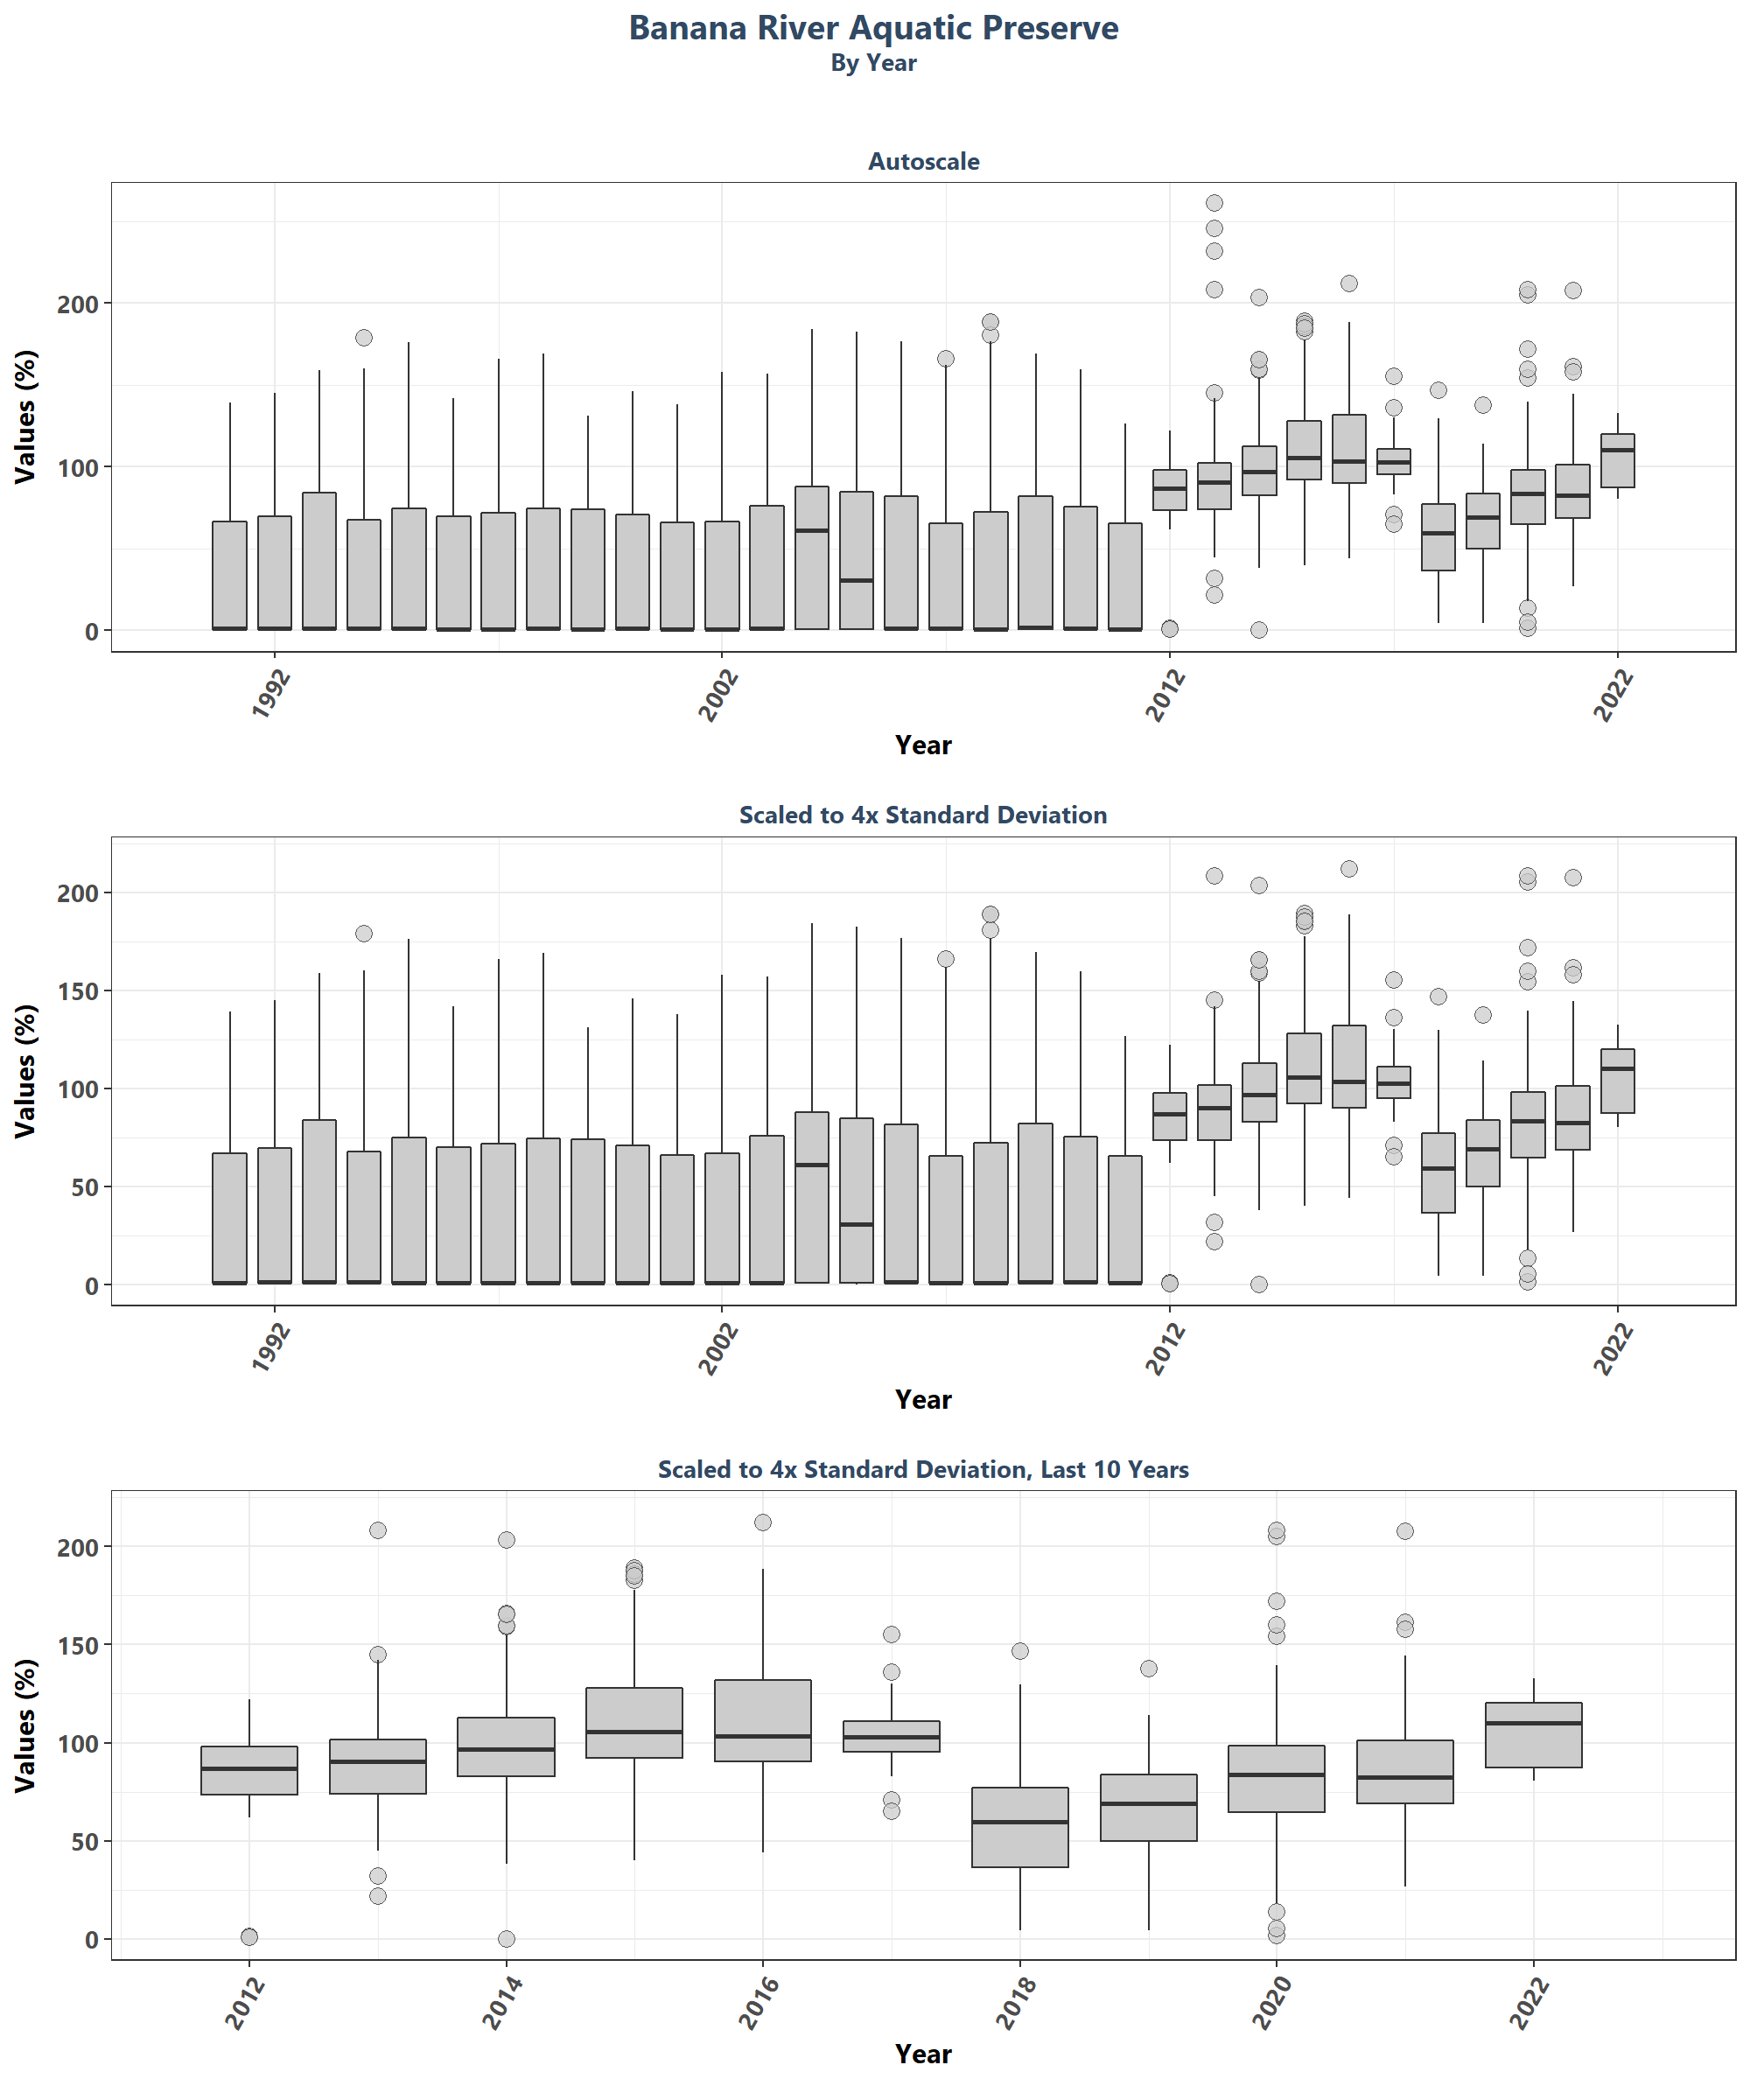 Banana River Aquatic Preserve
By Year
Autoscale
Values (%)
200
100
0
1992
2002
2012
2022
Year
Scaled to 4x Standard Deviation
Values (%)
200
150
100
50
0
1992
2002
2012
2022
Year
Scaled to 4x Standard Deviation, Last 10 Years
Values (%)
200
150
100
50
0
2012
2014
2016
2018
2020
2022
Year